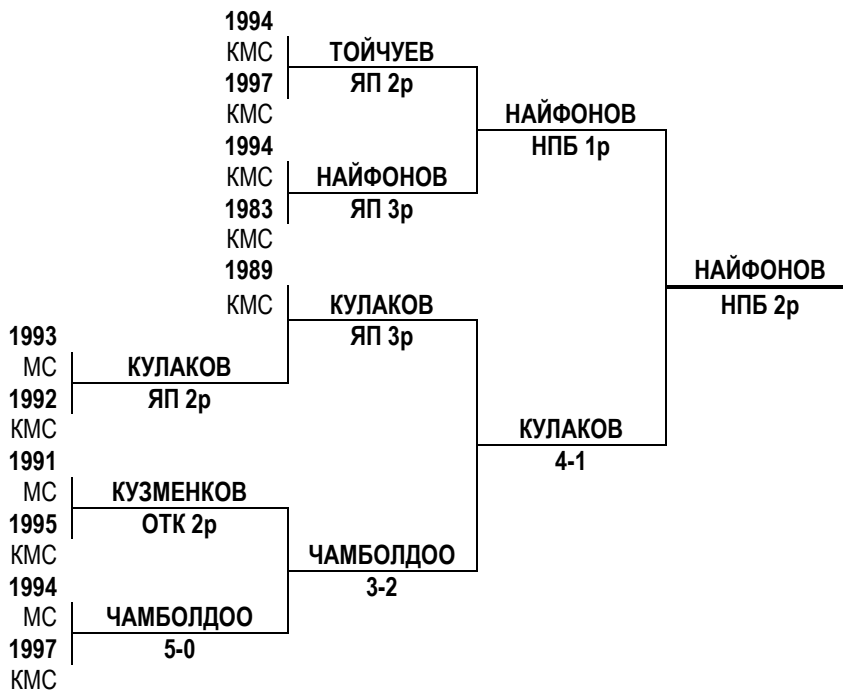 1994
КМС ТОЙЧУЕВ
1997 ЯП 2р
КМС НАЙФОНОВ
1994 НПБ 1р
КМС НАЙФОНОВ
1983 ЯП 3р
КМС
1989 НАЙФОНОВ
КМС КУЛАКОВ НПБ 2р
1993 ЯП 3р
МС КУЛАКОВ
1992 ЯП 2р
КМС КУЛАКОВ
1991 4-1
МС КУЗМЕНКОВ
1995 ОТК 2р
КМС ЧАМБОЛДОО
1994 3-2
МС ЧАМБОЛДОО
1997 5-0
КМС